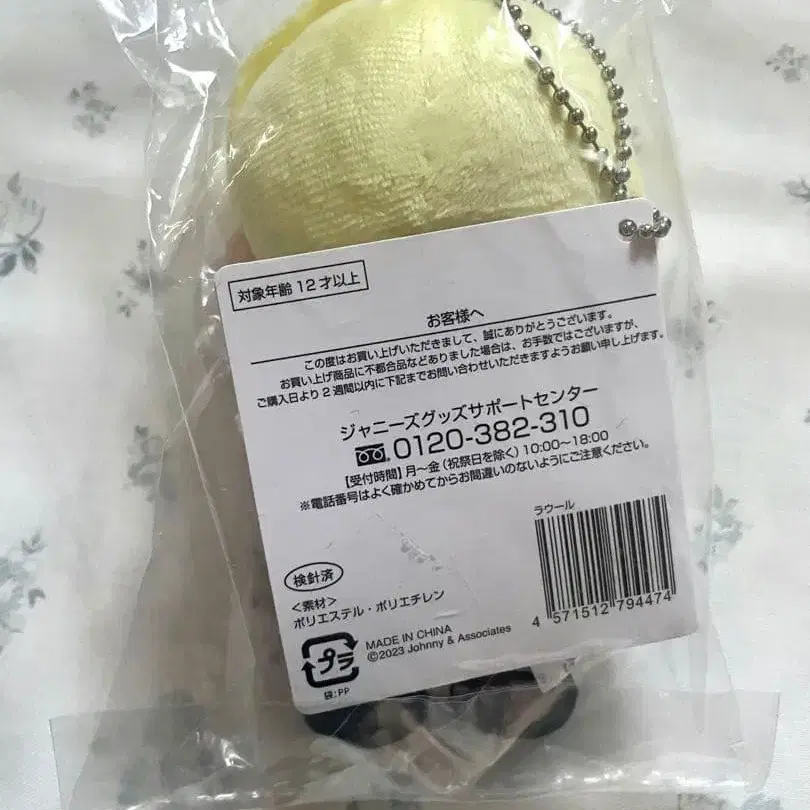 対象年齢 12才以上
お客様へ
この度はお買い上げいただきまして、誠にありがとうございます。
お買い上げ商品に不都合品などありました場合は、お手数ではございますが、
ご購入日より2週間以内に下記までお問い合わせいただきますようお願い申し上げます。
ジャニーズグッズサポートセンター
0120-382-310
【受付時間】月～金（祝祭日を除く）10:00～18:00
※電話番号はよく確かめてからお間違いのないようにご注意ください。
ラウール
4 571512 794474
検針済
＜素材＞
ポリエステル・ポリエチレン
プラ
袋:PP
MADE IN CHINA
©2023 Johnny & Associates